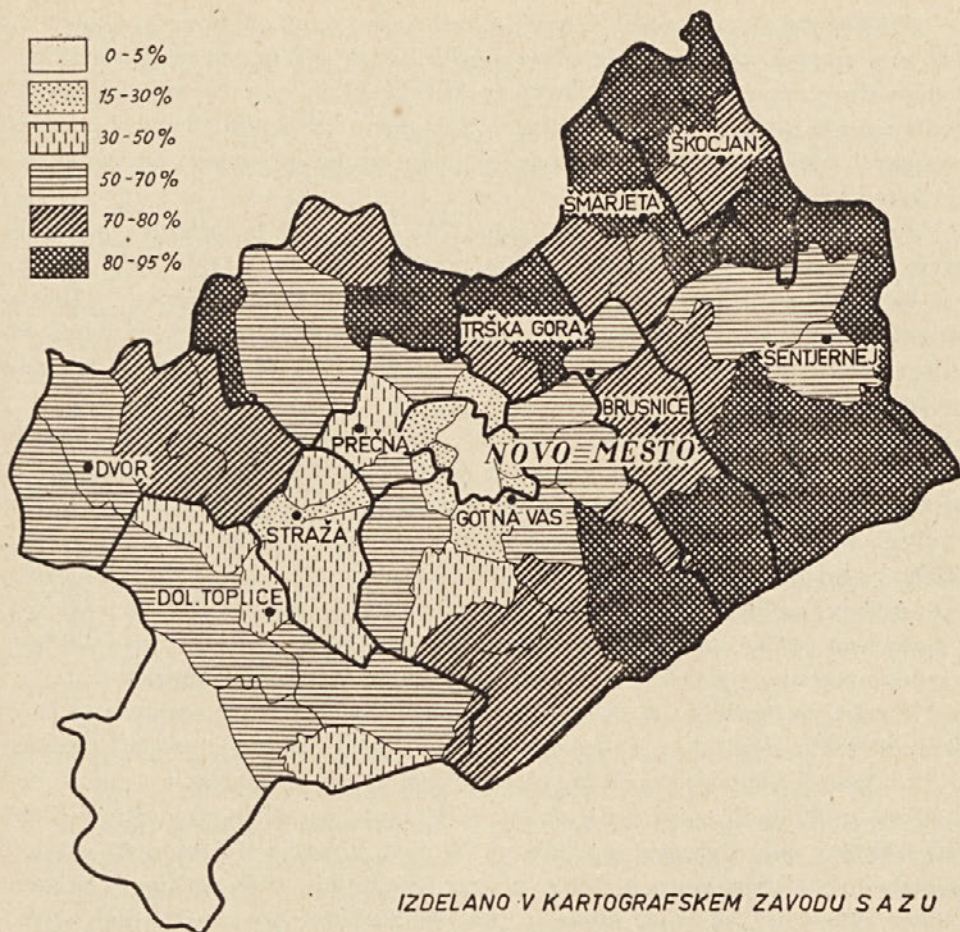 0-5%
15-30%
30-50%
50-70%
70-80%
80-95%
ŠKOCJAN
ŠMARJETA
TRŠKA GORA
ŠENTJERNEJ
BRUSNICE
PREČNA
NOVO MESTO
DVOR
GOTNA VAS
STRAŽA
DOL. TOPLICE
IZDELANO V KARTOGRAFSKEM ZAVODU SAZU